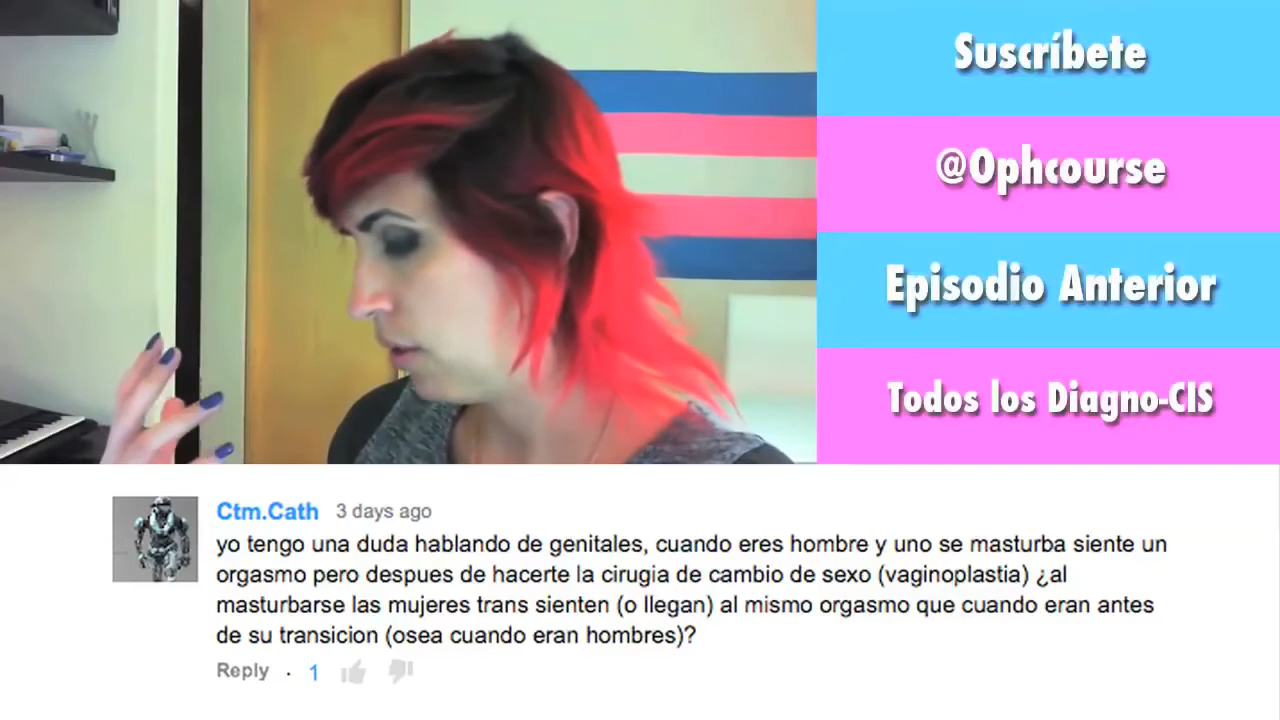 Suscríbete
@Ophcourse
Episodio Anterior
Todos los Diagno-CIS
Ctm.Cath 3 days ago
yo tengo una duda hablando de genitales, cuando eres hombre y uno se masturba siente un
orgasmo pero despues de hacerte la cirugia de cambio de sexo (vaginoplastia) ¿al
masturbarse las mujeres trans sienten (o llegan) al mismo orgasmo que cuando eran antes
de su transicion (osea cuando eran hombres)?
Reply · 1